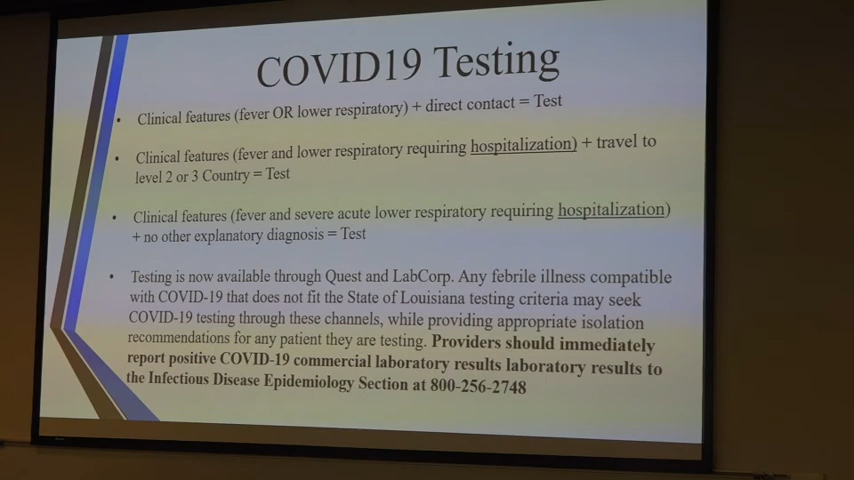 COVID19 Testing
• Clinical features (fever OR lower respiratory) + direct contact = Test
• Clinical features (fever and lower respiratory requiring hospitalization) + travel to
level 2 or 3 Country = Test
• Clinical features (fever and severe acute lower respiratory requiring hospitalization)
+ no other explanatory diagnosis = Test
• Testing is now available through Quest and LabCorp. Any febrile illness compatible
with COVID-19 that does not fit the State of Louisiana testing criteria may seek
COVID-19 testing through these channels, while providing appropriate isolation
recommendations for any patient they are testing. Providers should immediately
report positive COVID-19 commercial laboratory results laboratory results to
the Infectious Disease Epidemiology Section at 800-256-2748